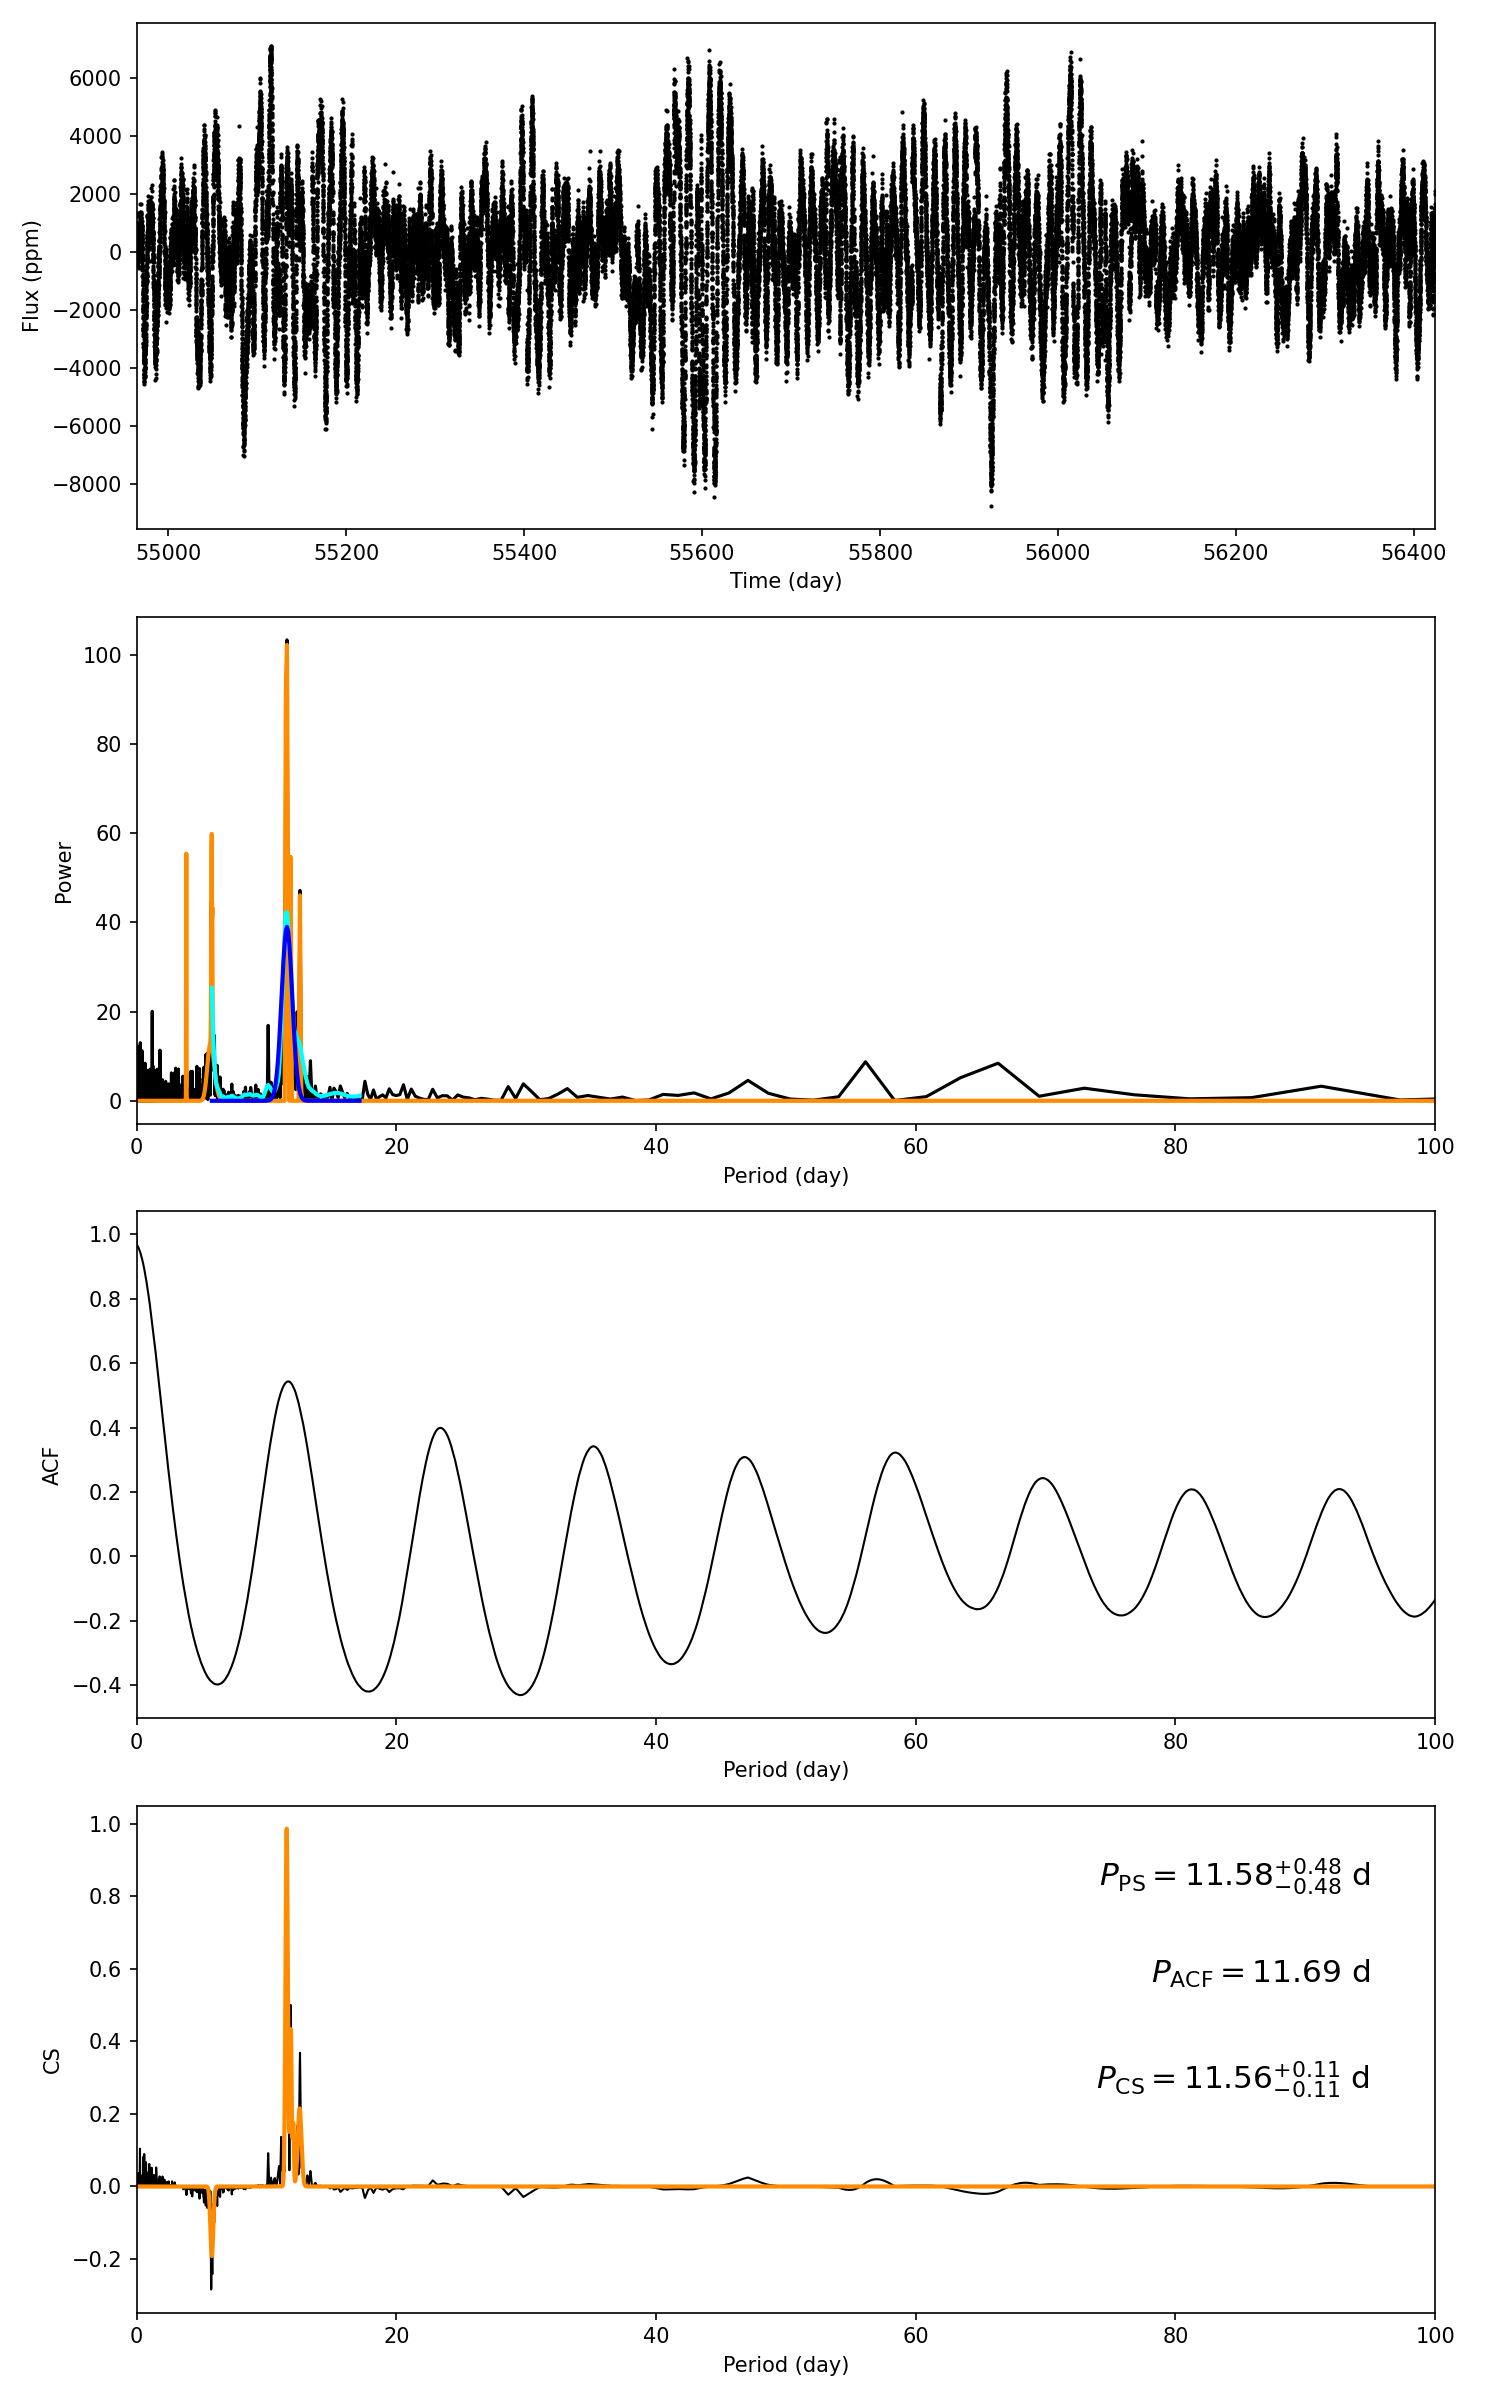 6000
4000
2000
0
−2000
−4000
−6000
−8000
Flux (ppm)
55000 55200 55400 55600 55800 56000 56200 56400
Time (day)
100
80
60
40
20
0
Power
0 20 40 60 80 100
Period (day)
1.0
0.8
0.6
0.4
0.2
0.0
−0.2
−0.4
ACF
0 20 40 60 80 100
Period (day)
1.0
0.8
0.6
0.4
0.2
0.0
−0.2
CS
P_PS = 11.58^{+0.48}_{−0.48} d
P_ACF = 11.69 d
P_CS = 11.56^{+0.11}_{−0.11} d
0 20 40 60 80 100
Period (day)